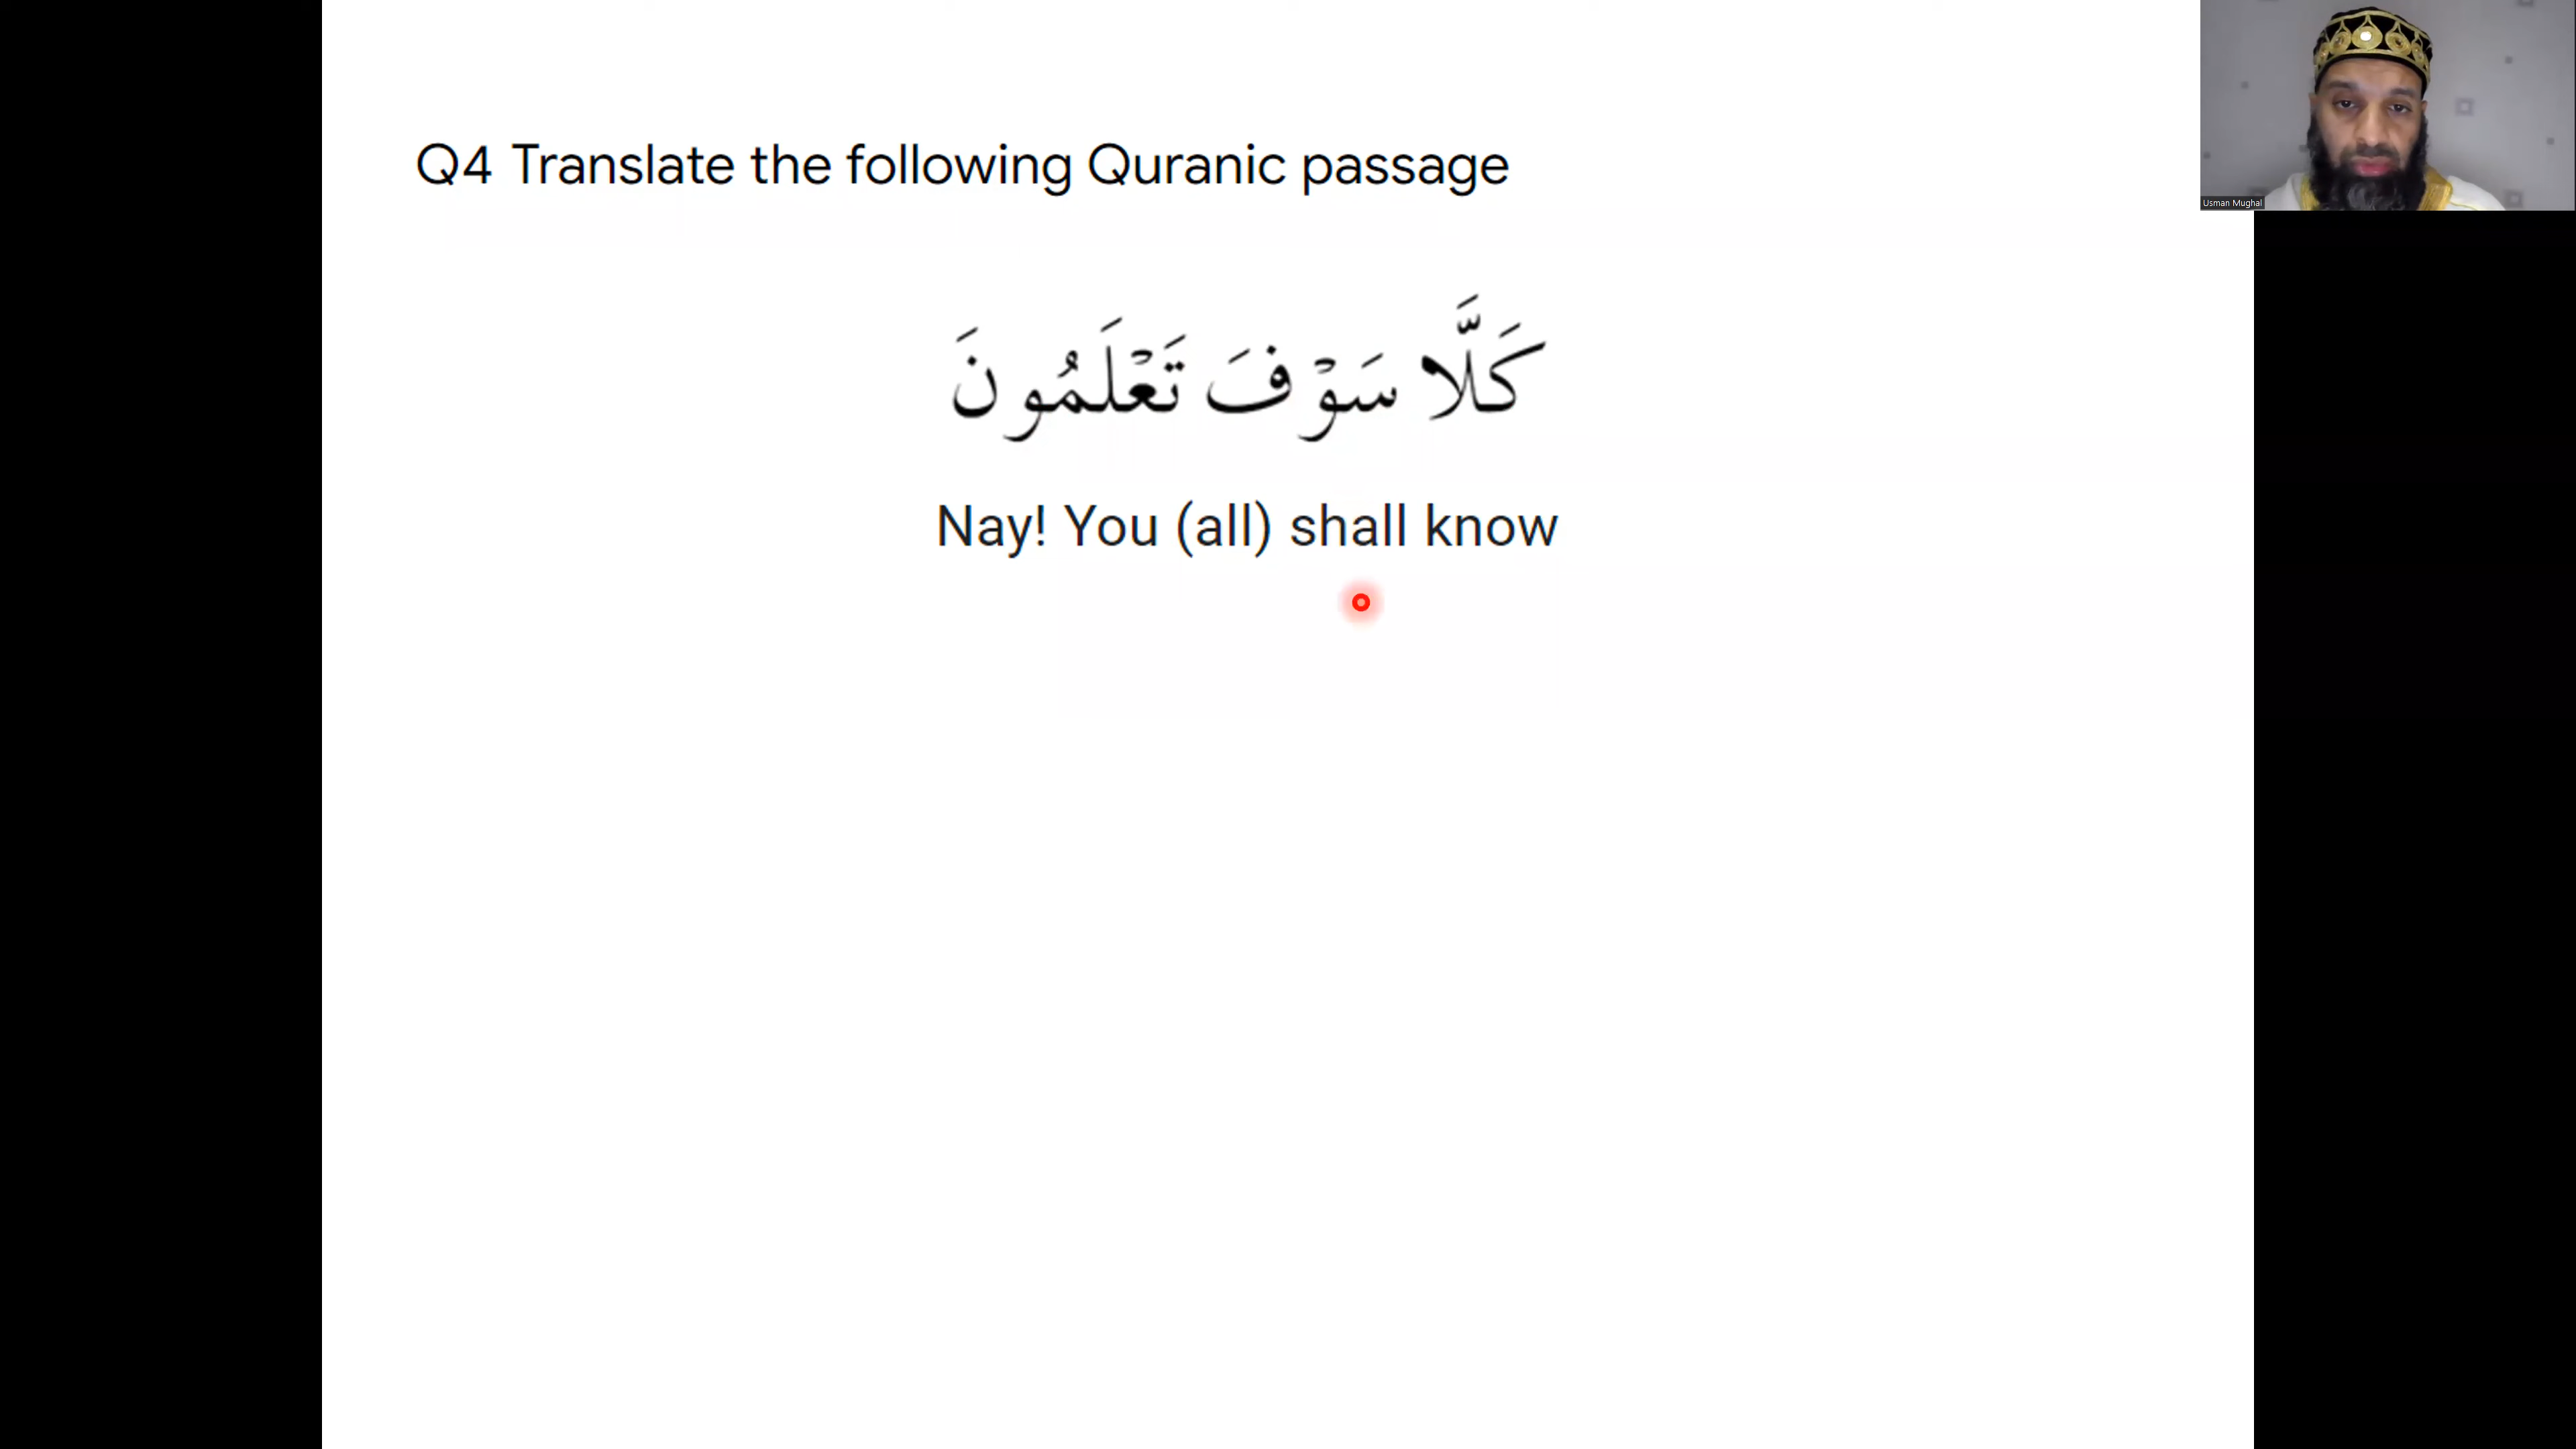 Q4 Translate the following Quranic passage
كَلَّا سَوْفَ تَعْلَمُونَ
Nay! You (all) shall know
Usman Mughal